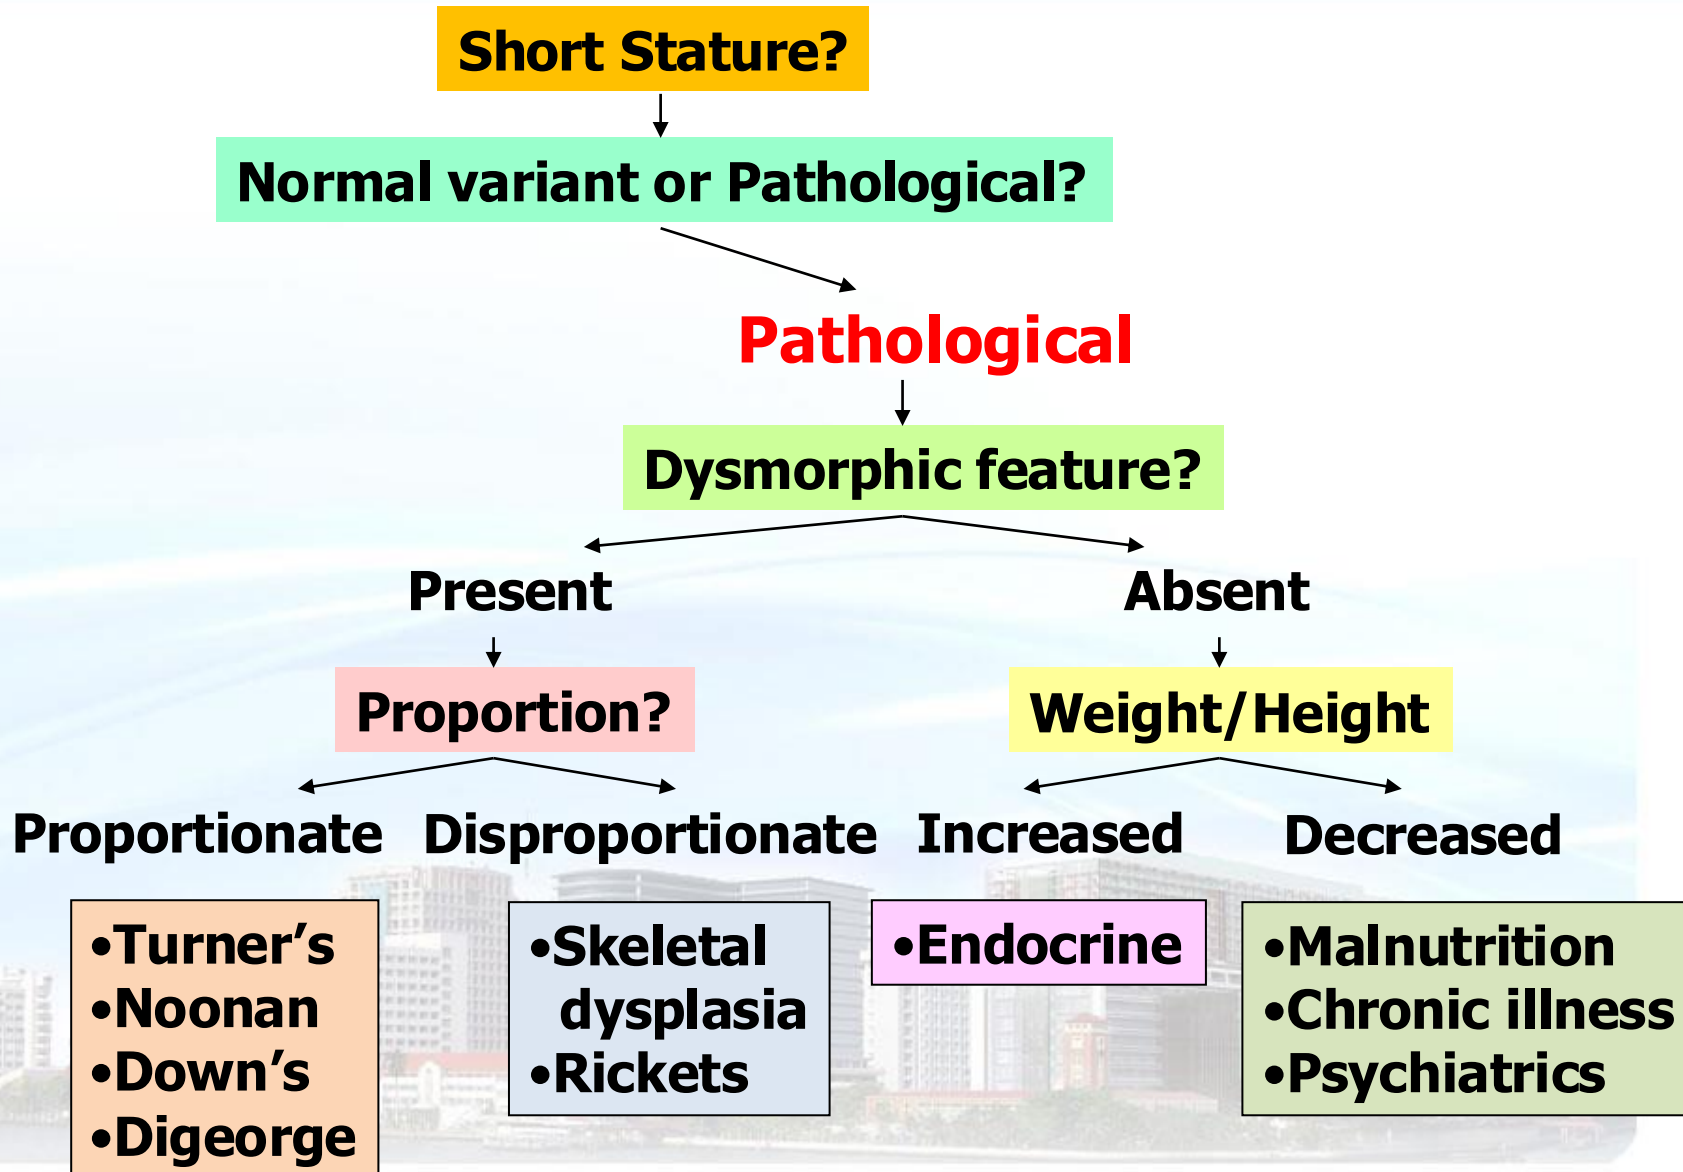 Short Stature?
Normal variant or Pathological?
Pathological
Dysmorphic feature?
Present
Absent
Proportion?
Weight/Height
Proportionate
Disproportionate
Increased
Decreased
•Turner’s
•Noonan
•Down’s
•Digeorge
•Skeletal
dysplasia
•Rickets
•Endocrine
•Malnutrition
•Chronic illness
•Psychiatrics